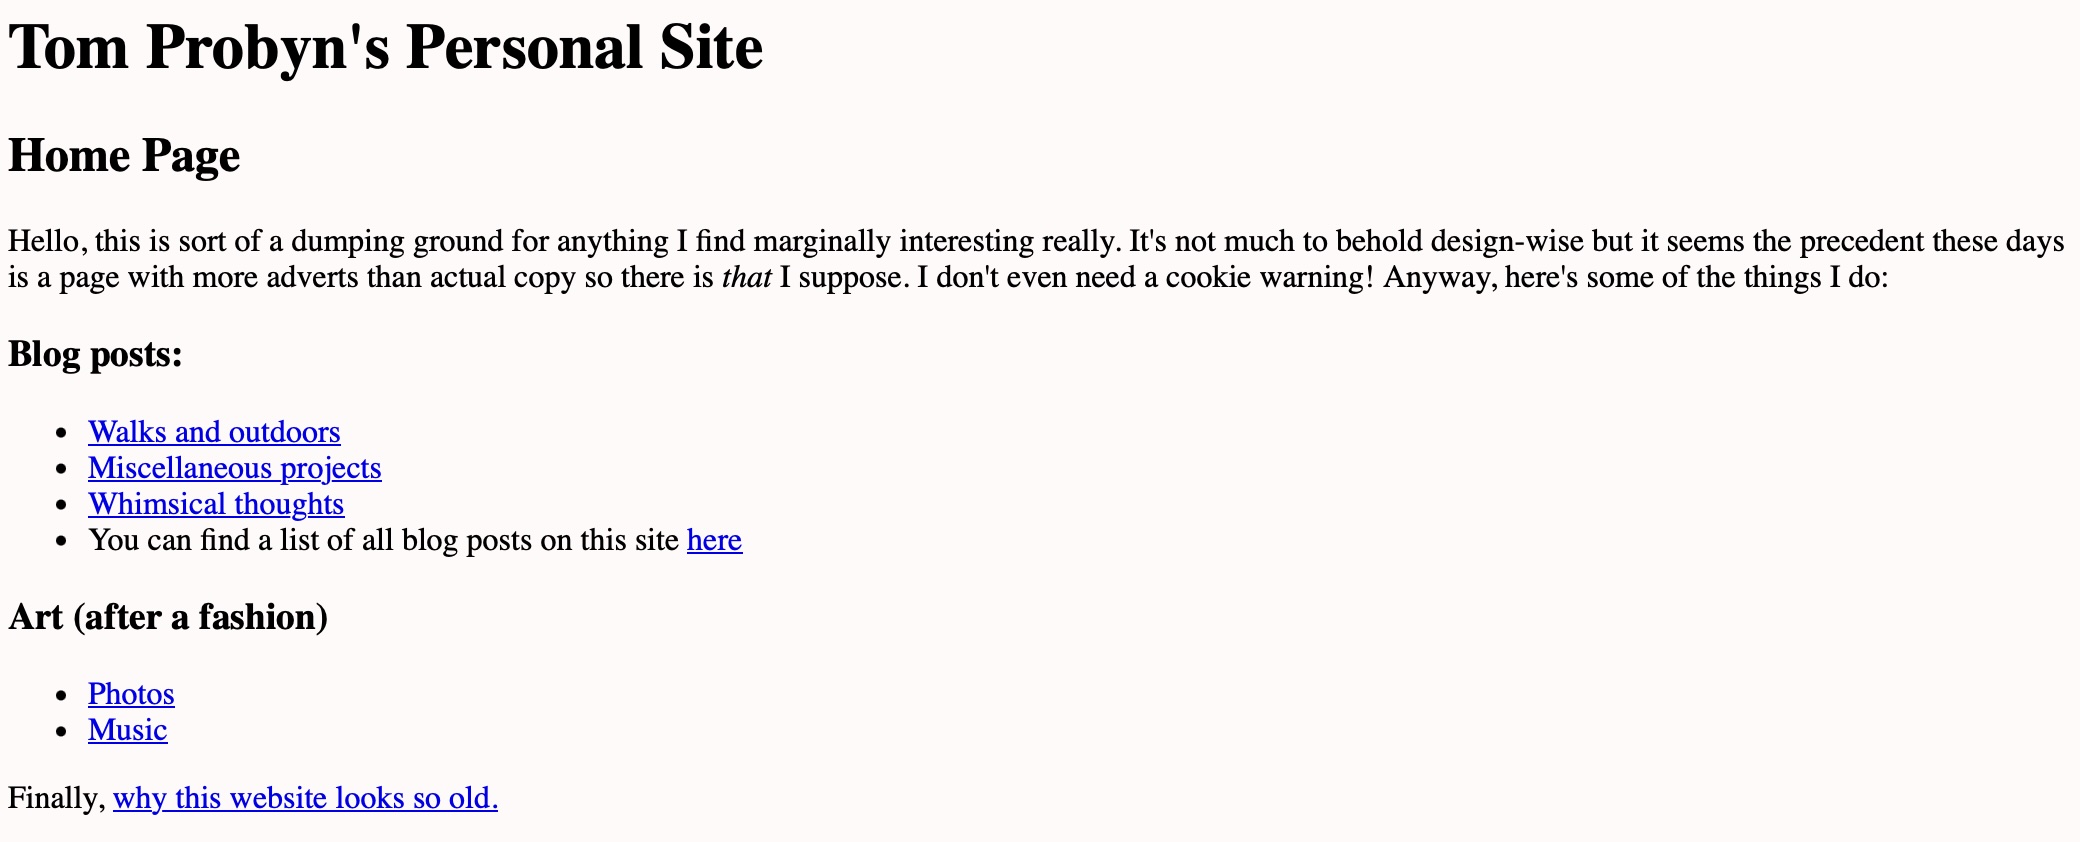 Tom Probyn's Personal Site
Home Page
Hello, this is sort of a dumping ground for anything I find marginally interesting really. It's not much to behold design-wise but it seems the precedent these days
is a page with more adverts than actual copy so there is that I suppose. I don't even need a cookie warning! Anyway, here's some of the things I do:
Blog posts:
• Walks and outdoors
• Miscellaneous projects
• Whimsical thoughts
• You can find a list of all blog posts on this site here
Art (after a fashion)
• Photos
• Music
Finally, why this website looks so old.